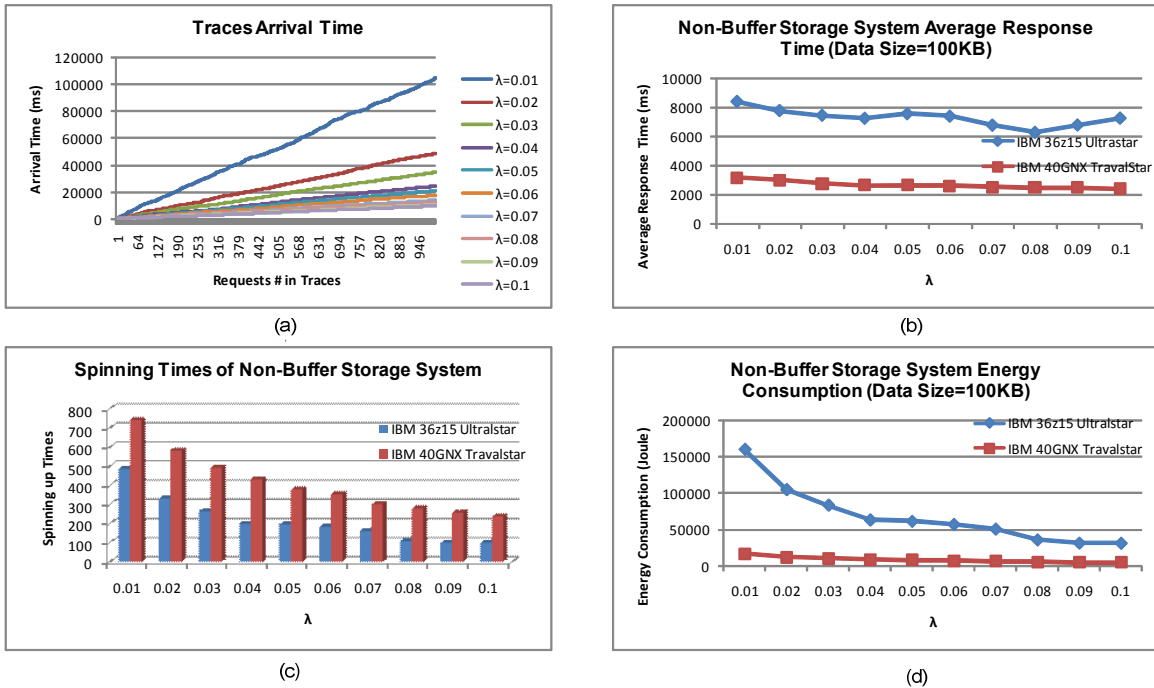 Traces Arrival Time
120000
100000
80000
60000
40000
20000
0
Arrival Time (ms)
1
64
127
190
253
316
379
442
505
568
631
694
757
820
883
946
Requests # in Traces
λ=0.01
λ=0.02
λ=0.03
λ=0.04
λ=0.05
λ=0.06
λ=0.07
λ=0.08
λ=0.09
λ=0.1
(a)
Non-Buffer Storage System Average Response
Time (Data Size=100KB)
10000
8000
6000
4000
2000
0
Average Response Time (ms)
IBM 36z15 Ultrastar
IBM 40GNX TravalStar
0.01 0.02 0.03 0.04 0.05 0.06 0.07 0.08 0.09 0.1
λ
(b)
Spinning Times of Non-Buffer Storage System
800
700
600
500
400
300
200
100
0
Spinning up Times
IBM 36z15 Ultralstar
IBM 40GNX Travalstar
0.01 0.02 0.03 0.04 0.05 0.06 0.07 0.08 0.09 0.1
λ
(c)
Non-Buffer Storage System Energy
Consumption (Data Size=100KB)
200000
150000
100000
50000
0
Energy Consumption (Joule)
IBM 36z15 Ultralstar
IBM 40GNX Travalstar
0.01 0.02 0.03 0.04 0.05 0.06 0.07 0.08 0.09 0.1
λ
(d)